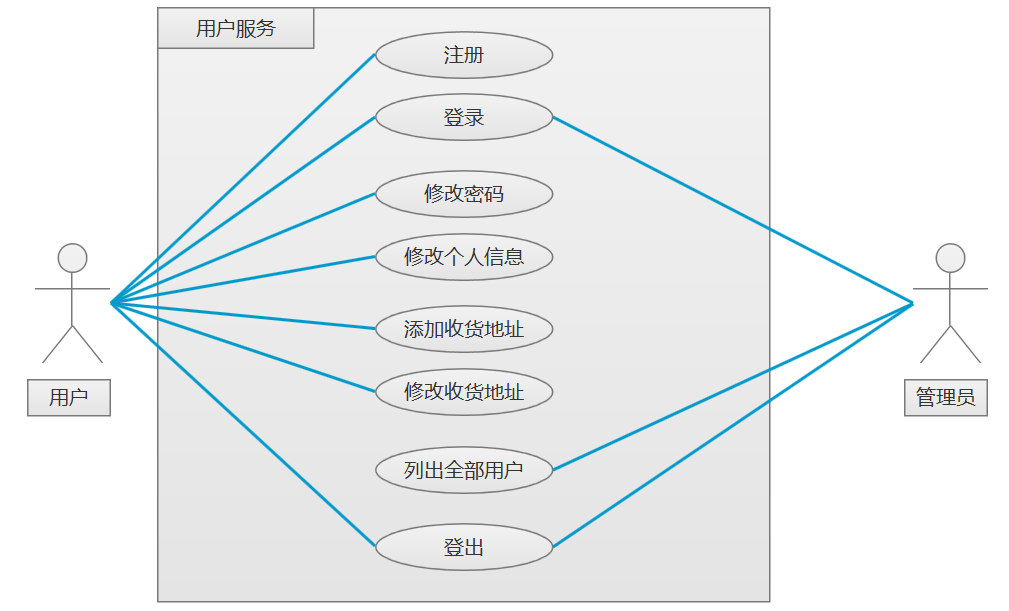 用户服务
注册
登录
修改密码
修改个人信息
添加收货地址
修改收货地址
列出全部用户
登出
用户
管理员